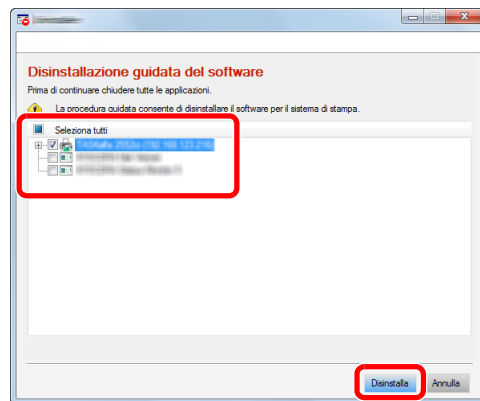 Disinstallazione guidata del software
Prima di continuare chiudere tutte le applicazioni.
La procedura guidata consente di disinstallare il software per il sistema di stampa.
Seleziona tutti
Disinstalla Annulla